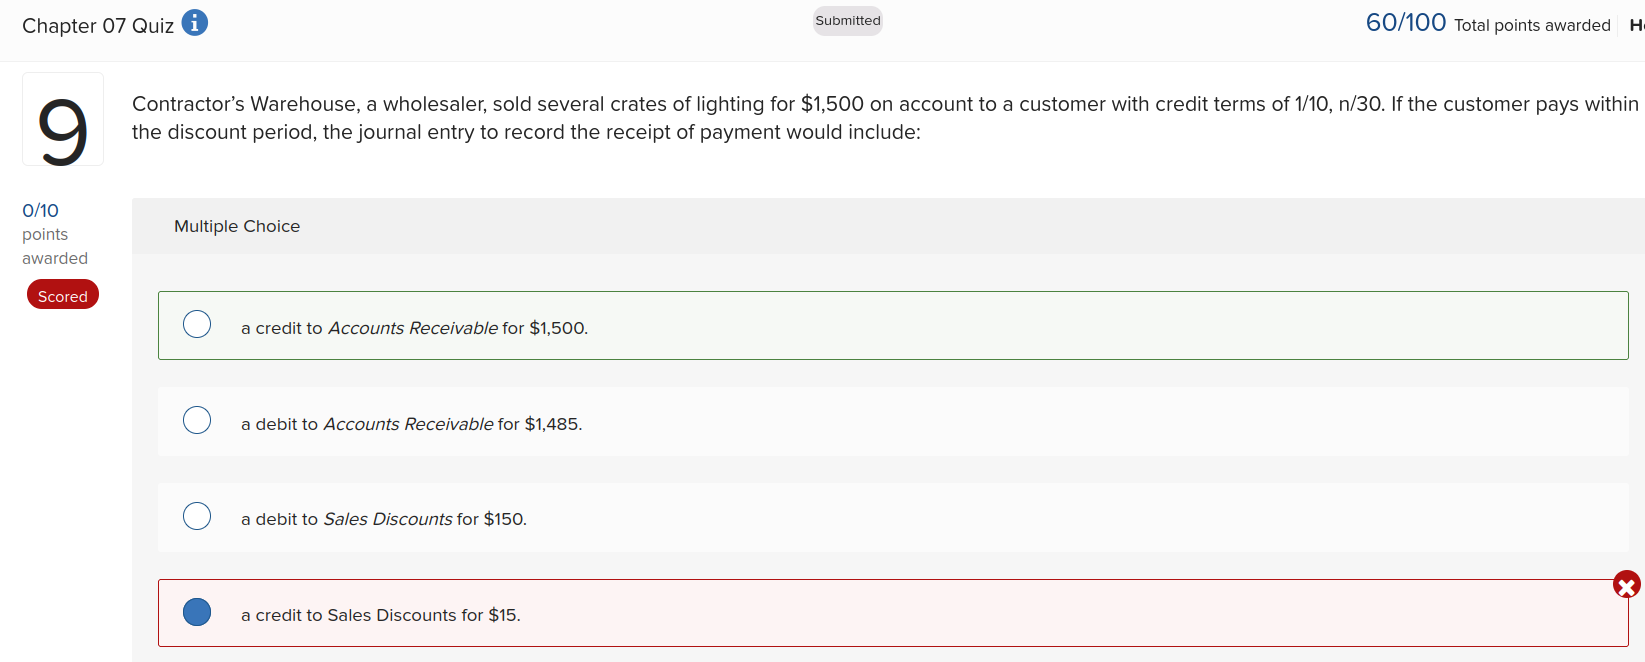 Chapter 07 Quiz i
Submitted
60/100 Total points awarded
9
Contractor’s Warehouse, a wholesaler, sold several crates of lighting for $1,500 on account to a customer with credit terms of 1/10, n/30. If the customer pays within
the discount period, the journal entry to record the receipt of payment would include:
0/10
points
awarded
Scored
Multiple Choice
a credit to Accounts Receivable for $1,500.
a debit to Accounts Receivable for $1,485.
a debit to Sales Discounts for $150.
a credit to Sales Discounts for $15.